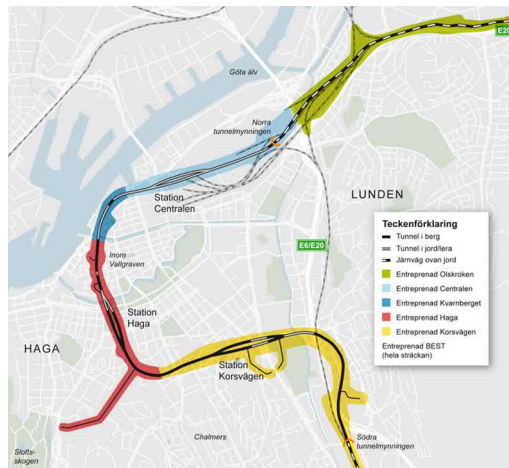 E20
Göta älv
Norra
tunnelmynningen
LUNDEN
Station
Centralen
Teckenförklaring
Tunnel i berg
Tunnel i jord/lera
Järnväg ovan jord
Entreprenad Olskroken
Entreprenad Centralen
Entreprenad Kvarnberget
Entreprenad Haga
Entreprenad Korsvägen
Entreprenad BEST
(hela sträckan)
E6/E20
Inom
Vallgraven
Station
Haga
HAGA
Station
Korsvägen
Chalmers
Södra
tunnelmynningen
Slotts-
skogen